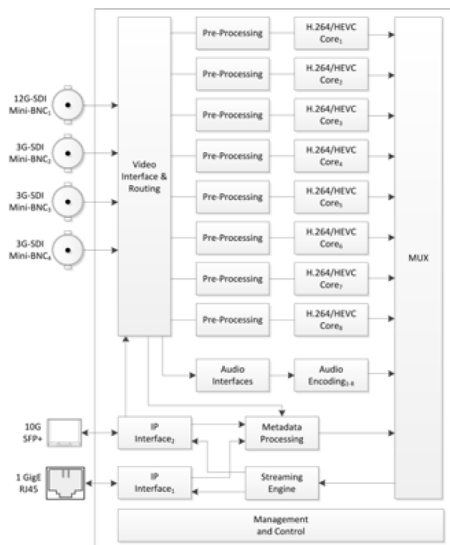 Pre-Processing
H.264/HEVC
Core₁
Pre-Processing
H.264/HEVC
Core₂
12G-SDI
Mini-BNC₁
Pre-Processing
H.264/HEVC
Core₃
3G-SDI
Mini-BNC₂
Pre-Processing
H.264/HEVC
Core₄
Video
Interface &
Routing
3G-SDI
Mini-BNC₃
Pre-Processing
H.264/HEVC
Core₅
3G-SDI
Mini-BNC₄
Pre-Processing
H.264/HEVC
Core₆
MUX
Pre-Processing
H.264/HEVC
Core₇
Pre-Processing
H.264/HEVC
Core₈
Audio
Interfaces
Audio
Encoding₁₋₈
10G
SFP+
IP
Interface₂
Metadata
Processing
1 GigE
RJ45
IP
Interface₁
Streaming
Engine
Management
and Control